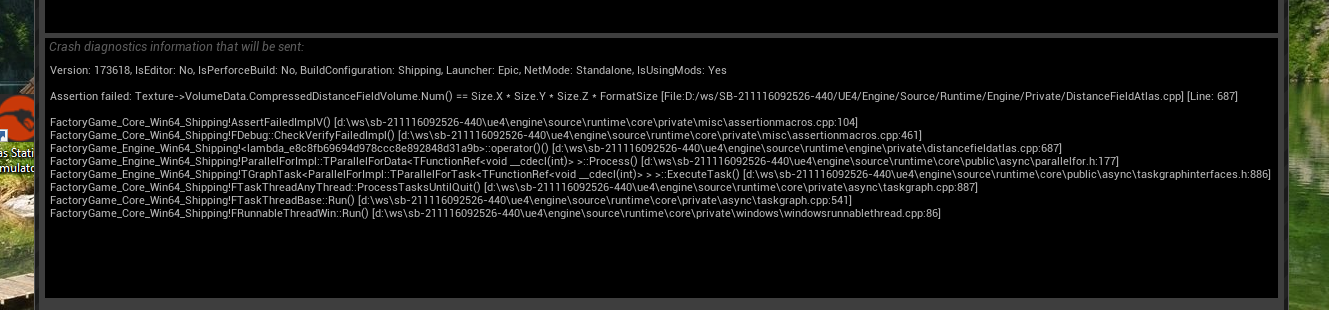 Crash diagnostics information that will be sent:
Version: 173618, IsEditor: No, IsPerforceBuild: No, BuildConfiguration: Shipping, Launcher: Epic, NetMode: Standalone, IsUsingMods: Yes
Assertion failed: Texture->VolumeData.CompressedDistanceFieldVolume.Num() == Size.X * Size.Y * Size.Z * FormatSize [File:D:/ws/SB-211116092526-440/UE4/Engine/Source/Runtime/Engine/Private/DistanceFieldAtlas.cpp] [Line: 687]
FactoryGame_Core_Win64_Shipping!AssertFailedImplV() [d:\ws\sb-211116092526-440\ue4\engine\source\runtime\core\private\misc\assertionmacros.cpp:104]
FactoryGame_Core_Win64_Shipping!FDebug::CheckVerifyFailedImpl() [d:\ws\sb-211116092526-440\ue4\engine\source\runtime\core\private\misc\assertionmacros.cpp:461]
FactoryGame_Engine_Win64_Shipping!<lambda_e8c8fb69694d978ccc8e892848d31a9b>::operator()() [d:\ws\sb-211116092526-440\ue4\engine\source\runtime\engine\private\distancefieldatlas.cpp:687]
FactoryGame_Engine_Win64_Shipping!ParallelForImpl::TParallelForData<TFunctionRef<void __cdecl(int)> >::Process() [d:\ws\sb-211116092526-440\ue4\engine\source\runtime\core\public\async\parallelfor.h:177]
FactoryGame_Engine_Win64_Shipping!TGraphTask<ParallelForImpl::TParallelForTask<TFunctionRef<void __cdecl(int)> > >::ExecuteTask() [d:\ws\sb-211116092526-440\ue4\engine\source\runtime\core\public\async\taskgraphinterfaces.h:886]
FactoryGame_Core_Win64_Shipping!FTaskThreadAnyThread::ProcessTasksUntilQuit() [d:\ws\sb-211116092526-440\ue4\engine\source\runtime\core\private\async\taskgraph.cpp:887]
FactoryGame_Core_Win64_Shipping!FTaskThreadBase::Run() [d:\ws\sb-211116092526-440\ue4\engine\source\runtime\core\private\async\taskgraph.cpp:541]
FactoryGame_Core_Win64_Shipping!FRunnableThreadWin::Run() [d:\ws\sb-211116092526-440\ue4\engine\source\runtime\core\private\windows\windowsrunnablethread.cpp:86]